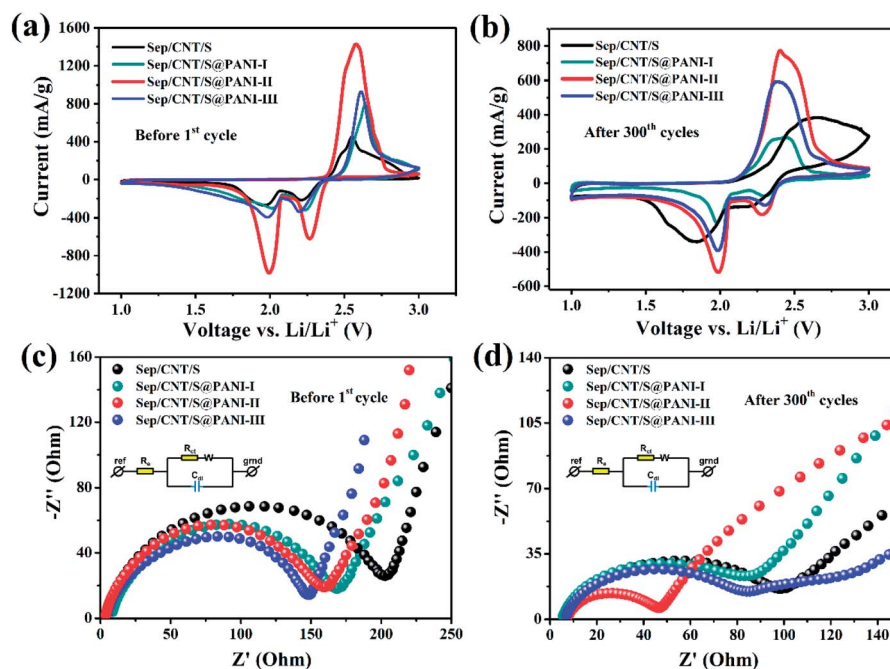 (a)
1600
1200
800
400
0
-400
-800
-1200
Current (mA/g)
Sep/CNT/S
Sep/CNT/S@PANI-I
Sep/CNT/S@PANI-II
Sep/CNT/S@PANI-III
Before 1st cycle
1.0 1.5 2.0 2.5 3.0
Voltage vs. Li/Li+ (V)
(b)
800
600
400
200
0
-200
-400
-600
Current (mA/g)
Sep/CNT/S
Sep/CNT/S@PANI-I
Sep/CNT/S@PANI-II
Sep/CNT/S@PANI-III
After 300th cycles
1.0 1.5 2.0 2.5 3.0
Voltage vs. Li/Li+ (V)
(c)
160
120
80
40
0
-Z'' (Ohm)
Sep/CNT/S
Sep/CNT/S@PANI-I
Sep/CNT/S@PANI-II
Sep/CNT/S@PANI-III
Before 1st cycle
ref Re Rct W Cdl grnd
0 50 100 150 200 250
Z' (Ohm)
(d)
140
105
70
35
0
-Z'' (Ohm)
Sep/CNT/S
Sep/CNT/S@PANI-I
Sep/CNT/S@PANI-II
Sep/CNT/S@PANI-III
After 300th cycles
ref Re Rct W Cdl grnd
0 20 40 60 80 100 120 140
Z' (Ohm)